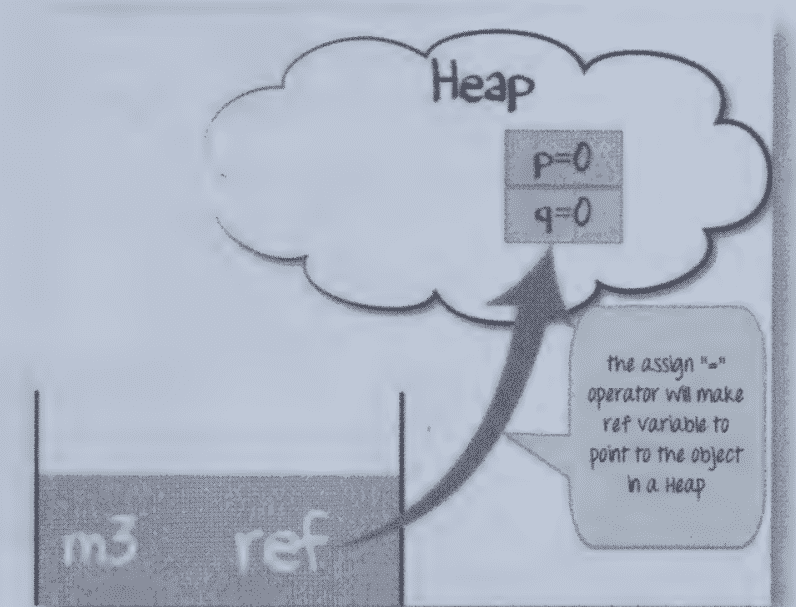 Heap
p=0
q=0
the assign "="
operator will make
ref variable to
point to the object
in a Heap
m3 ref